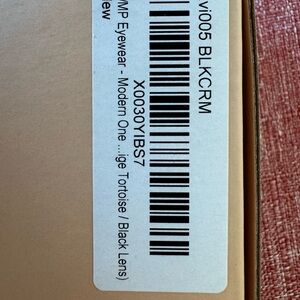 vi005 BLKCRM
X0030YIBS7
MP Eyewear - Modern One ...ige Tortoise / Black Lens)
ew